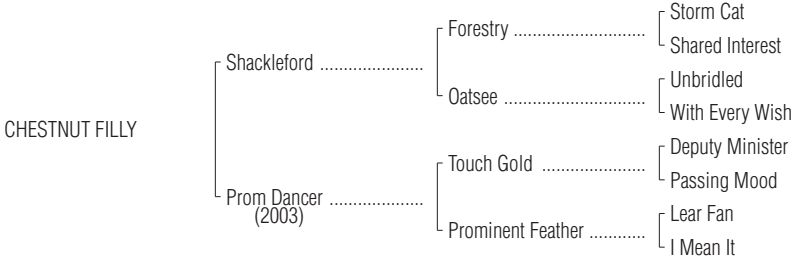 Storm Cat
Forestry ............................
Shared Interest
Shackleford ......................
Unbridled
Oatsee ..............................
With Every Wish
CHESTNUT FILLY
Deputy Minister
Touch Gold ......................
Passing Mood
Prom Dancer ....................
(2003)
Lear Fan
Prominent Feather ............
I Mean It